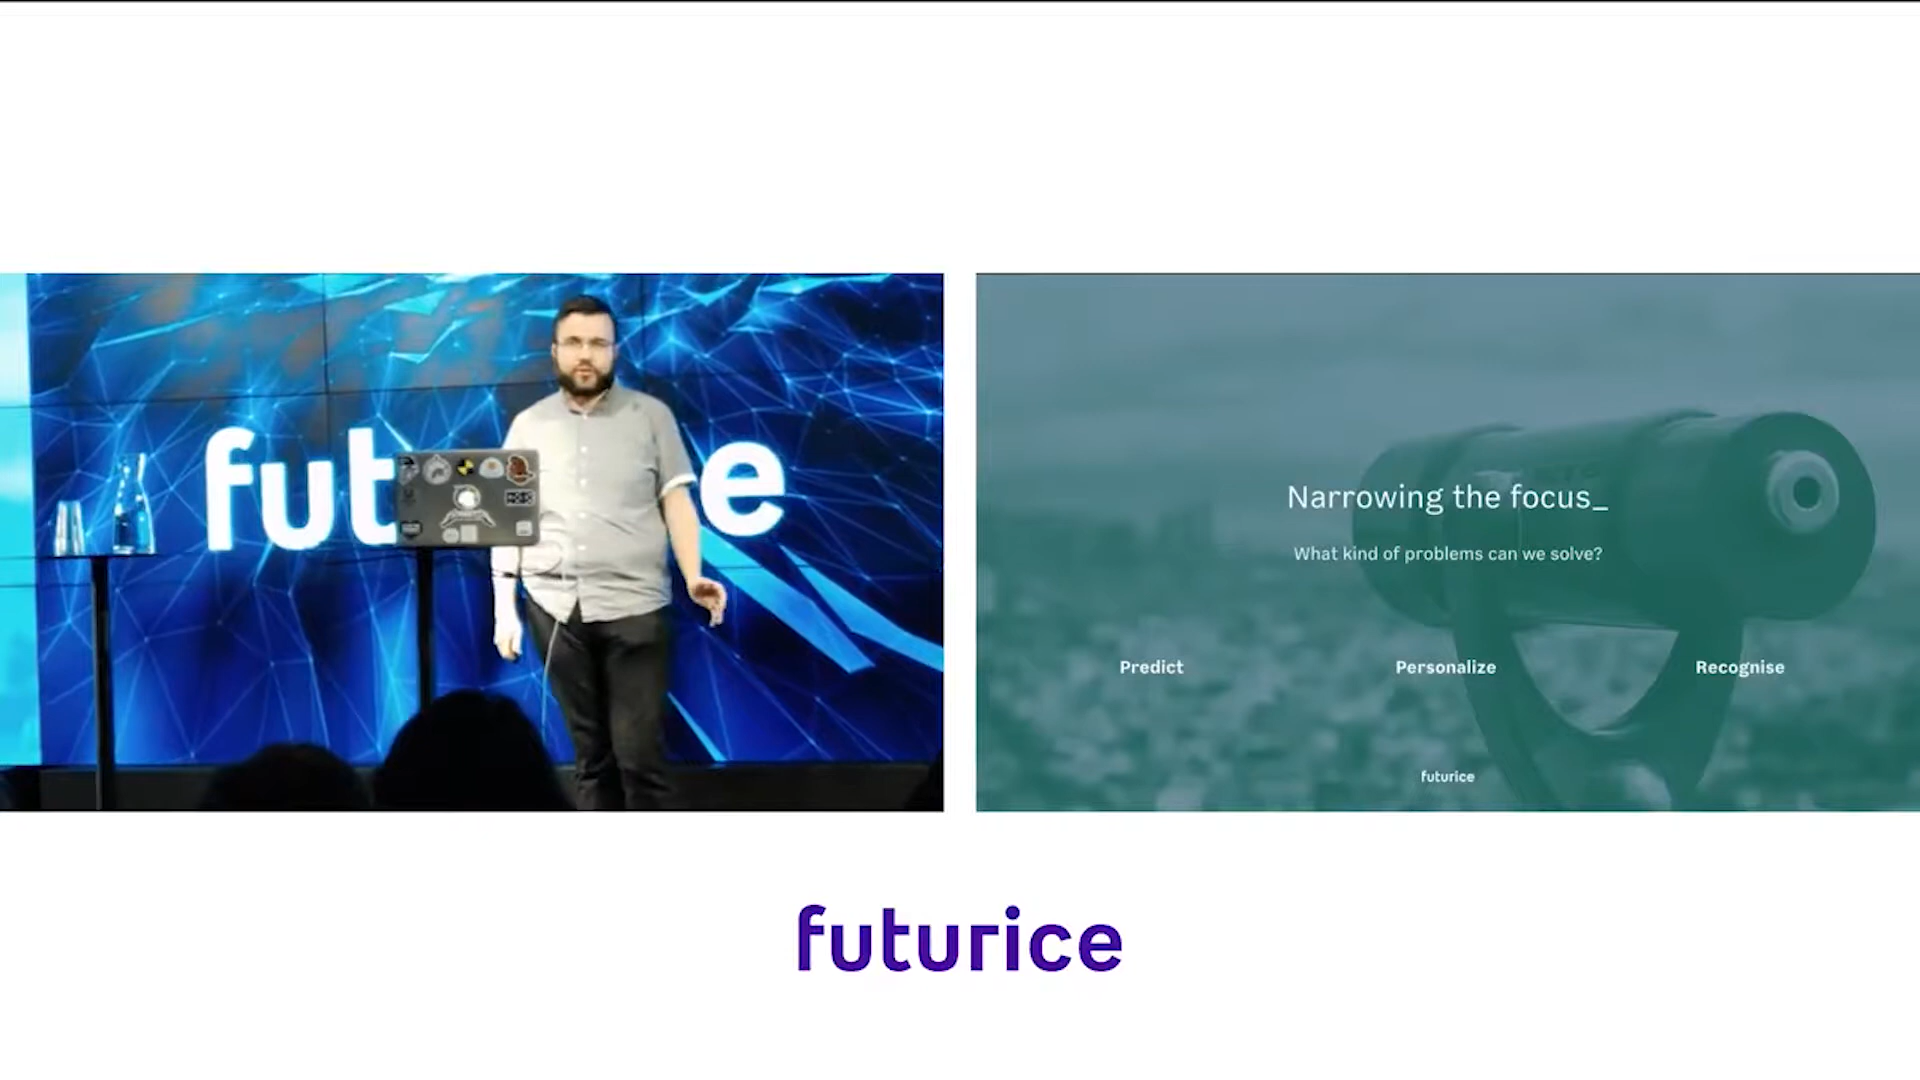 fut e
Narrowing the focus_
What kind of problems can we solve?
Predict Personalize Recognise
futurice
futurice